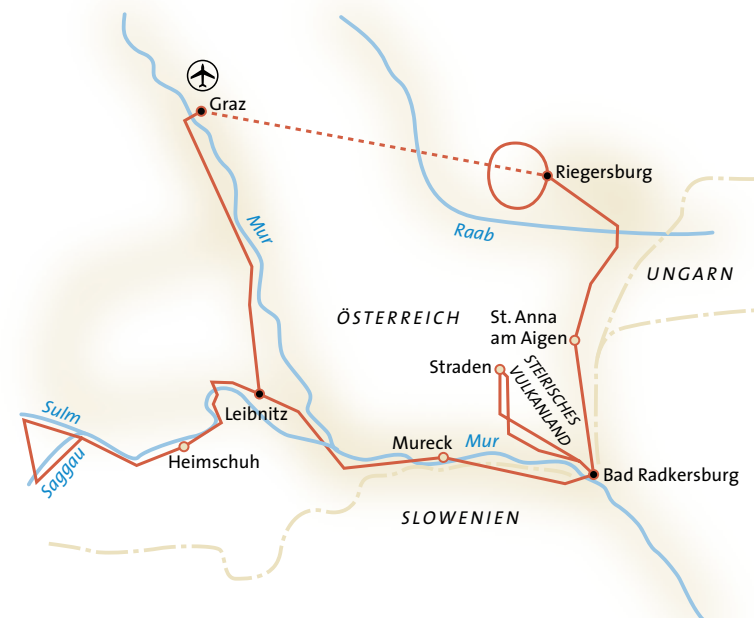 Graz
Riegersburg
Mur
Raab
UNGARN
ÖSTERREICH
St. Anna
am Aigen
Straden
STEIRISCHES
VULKANLAND
Leibnitz
Sulm
Saggau
Heimschuh
Mureck
Mur
Bad Radkersburg
SLOWENIEN